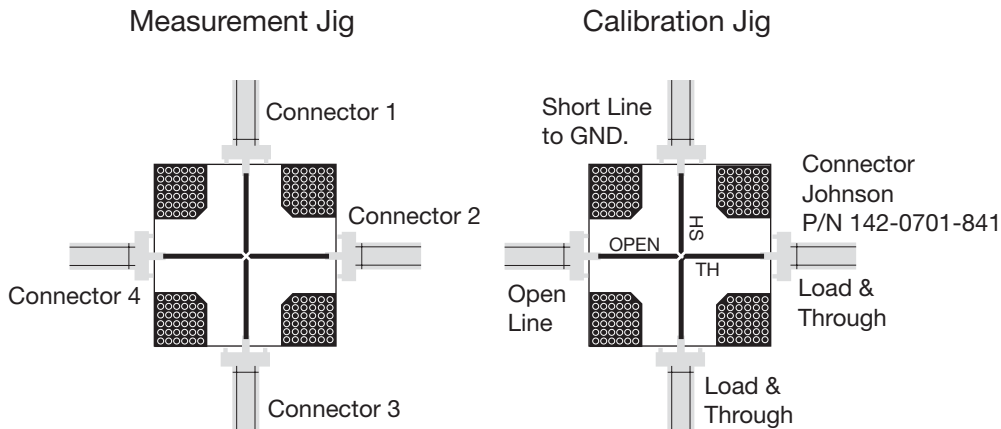 Measurement Jig
Connector 1
Connector 2
Connector 4
Connector 3
Calibration Jig
Short Line
to GND.
Connector
Johnson
P/N 142-0701-841
HS
OPEN
TH
Open
Line
Load &
Through
Load &
Through